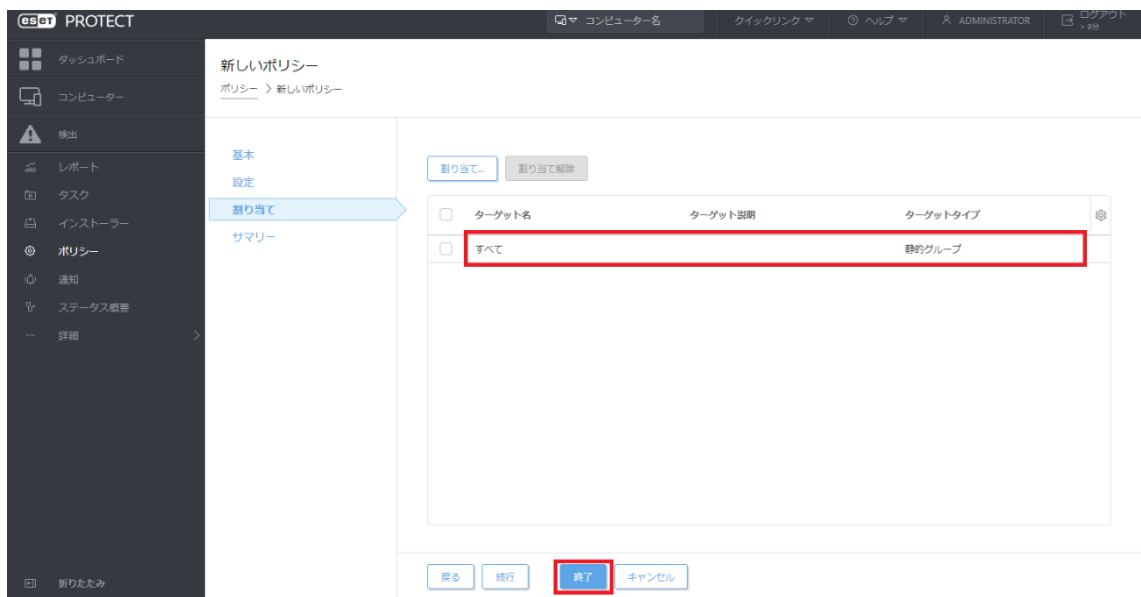 eset PROTECT
コンピューター名
クイックリンク
ヘルプ
ADMINISTRATOR
ログアウト
> 9分
ダッシュボード
コンピューター
検出
レポート
タスク
インストーラー
ポリシー
通知
ステータス概要
詳細
折りたたみ
新しいポリシー
ポリシー > 新しいポリシー
基本
設定
割り当て
サマリー
割り当て... 割り当て解除
ターゲット名 ターゲット説明 ターゲットタイプ
すべて 静的グループ
戻る 続行 終了 キャンセル